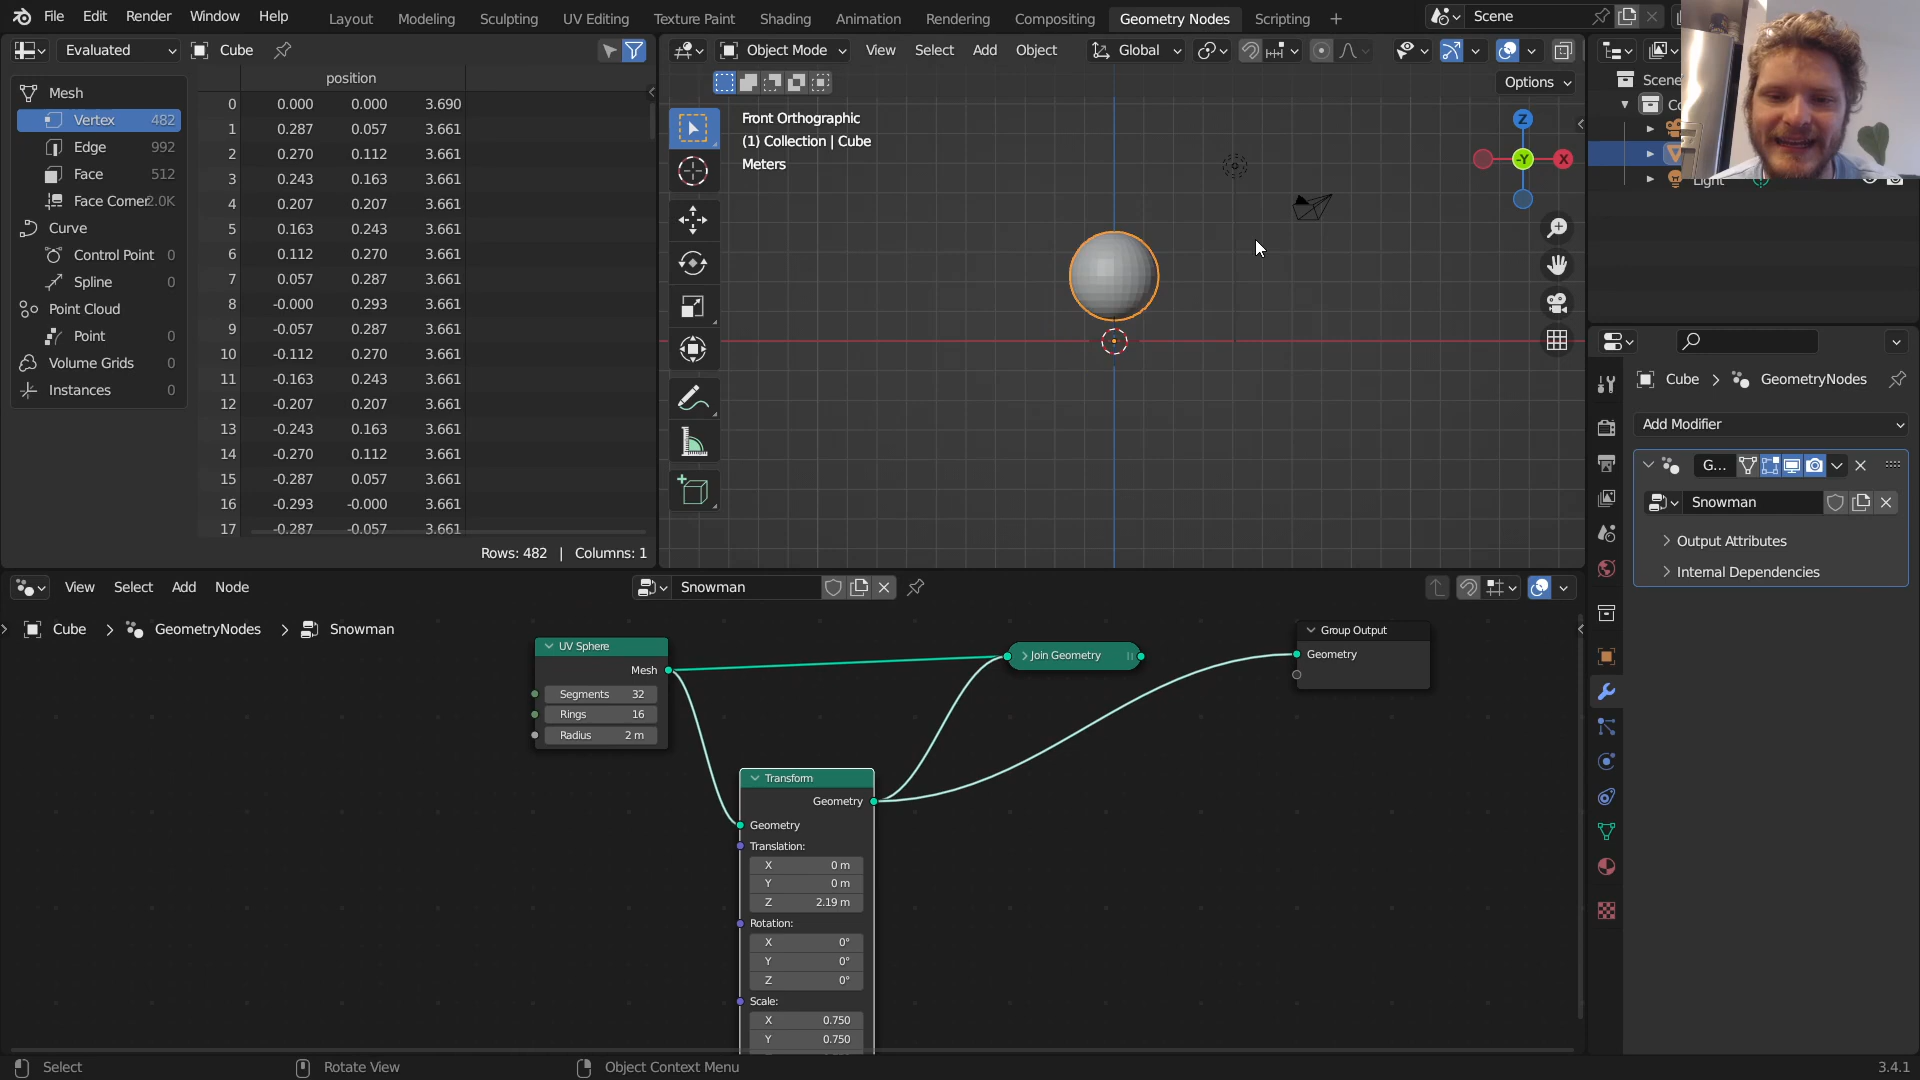 File Edit Render Window Help Layout Modeling Sculpting UV Editing Texture Paint Shading Animation Rendering Compositing Geometry Nodes Scripting + Scene
Evaluated Cube
Object Mode View Select Add Object Global
position
Options
Mesh
Vertex 482
Edge 992
Face 512
Face Corner 2.0K
Curve
Control Point 0
Spline 0
Point Cloud
Point 0
Volume Grids 0
Instances 0
0 0.000 0.000 3.690
1 0.287 0.057 3.661
2 0.270 0.112 3.661
3 0.243 0.163 3.661
4 0.207 0.207 3.661
5 0.163 0.243 3.661
6 0.112 0.270 3.661
7 0.057 0.287 3.661
8 -0.000 0.293 3.661
9 -0.057 0.287 3.661
10 -0.112 0.270 3.661
11 -0.163 0.243 3.661
12 -0.207 0.207 3.661
13 -0.243 0.163 3.661
14 -0.270 0.112 3.661
15 -0.287 0.057 3.661
16 -0.293 -0.000 3.661
17 -0.287 -0.057 3.661
Rows: 482 | Columns: 1
Front Orthographic
(1) Collection | Cube
Meters
Z
-Y
X
Scene
Co
Light
Cube > GeometryNodes
Add Modifier
G...
Snowman
Output Attributes
Internal Dependencies
View Select Add Node Snowman
Cube > GeometryNodes > Snowman
UV Sphere
Mesh
Segments 32
Rings 16
Radius 2 m
Join Geometry
Group Output
Geometry
Transform
Geometry
Geometry
Translation:
X 0 m
Y 0 m
Z 2.19 m
Rotation:
X 0°
Y 0°
Z 0°
Scale:
X 0.750
Y 0.750
Select Rotate View Object Context Menu 3.4.1